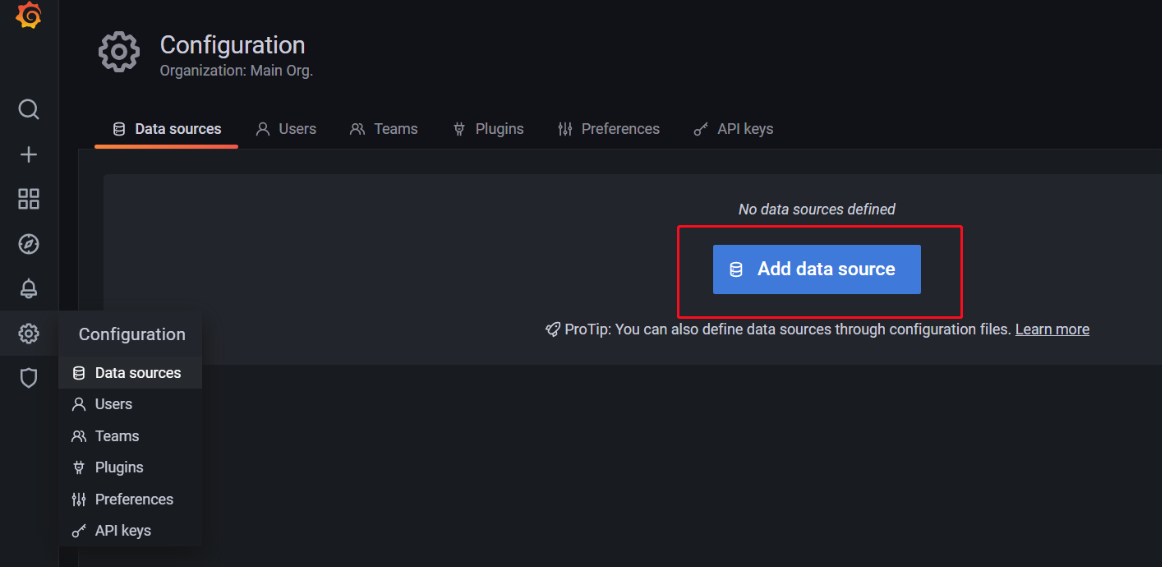 Configuration
Organization: Main Org.
Data sources Users Teams Plugins Preferences API keys
No data sources defined
Add data source
ProTip: You can also define data sources through configuration files. Learn more
Configuration
Data sources
Users
Teams
Plugins
Preferences
API keys